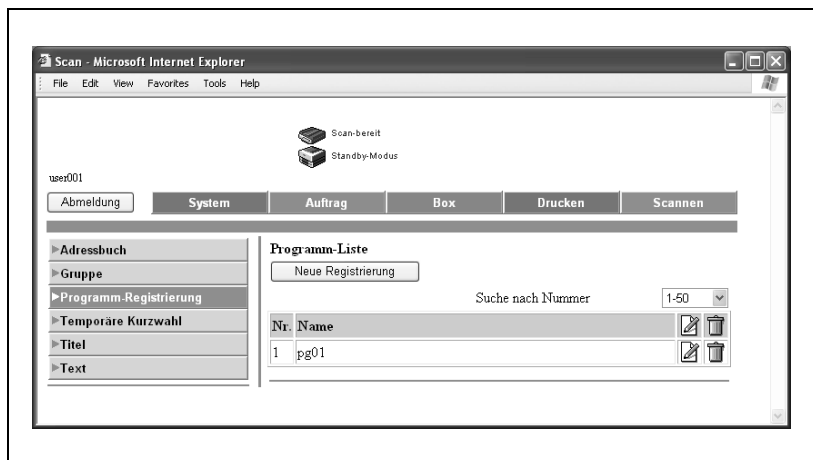 Scan - Microsoft Internet Explorer
File Edit View Favorites Tools Help
Scan-bereit
Standby-Modus
user001
Abmeldung System Auftrag Box Drucken Scannen
Adressbuch
Gruppe
Programm-Registrierung
Temporäre Kurzwahl
Titel
Text
Programm-Liste
Neue Registrierung
Suche nach Nummer 1-50
Nr. Name
1 pg01